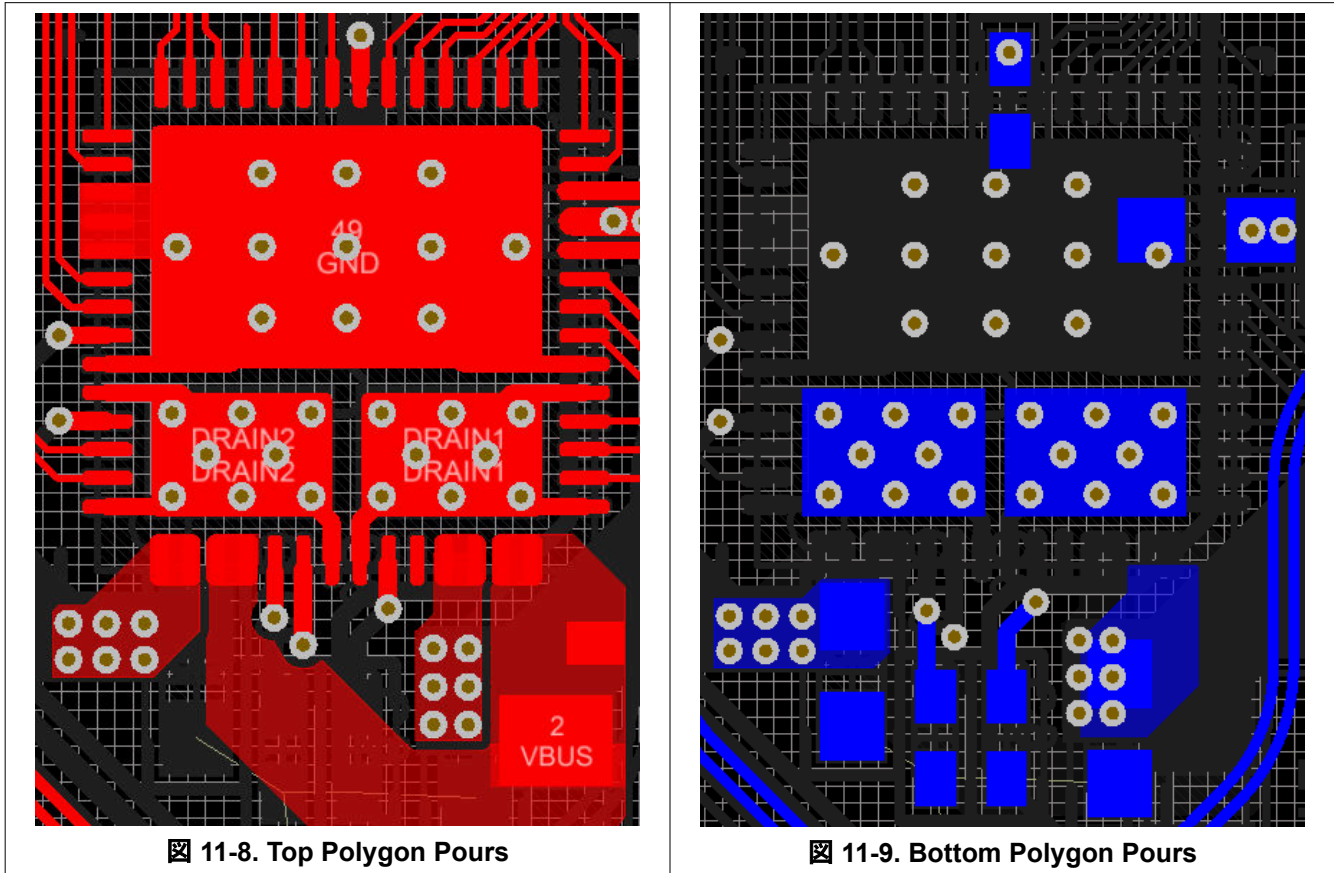 49
GND
DRAIN2
DRAIN1
DRAIN2
DRAIN1
2
VBUS
図 11-8. Top Polygon Pours
図 11-9. Bottom Polygon Pours